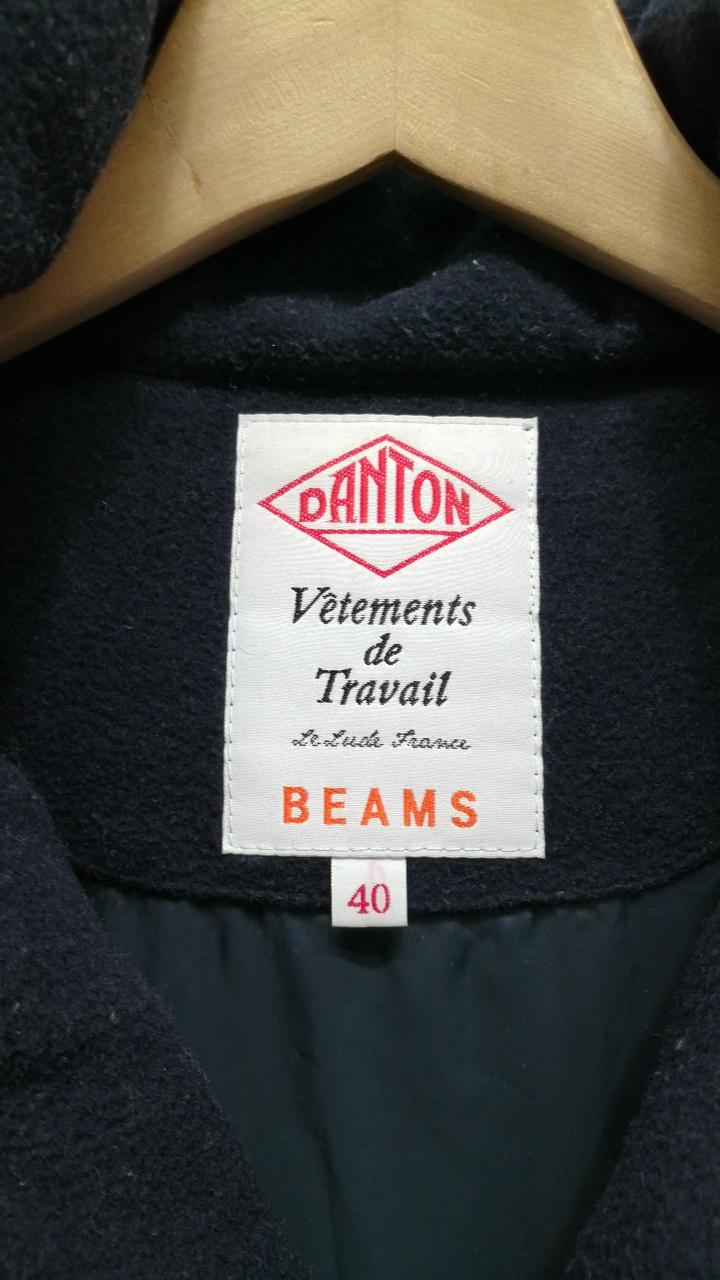 DANTON
Vêtements
de
Travail
Le Lude France
BEAMS
40